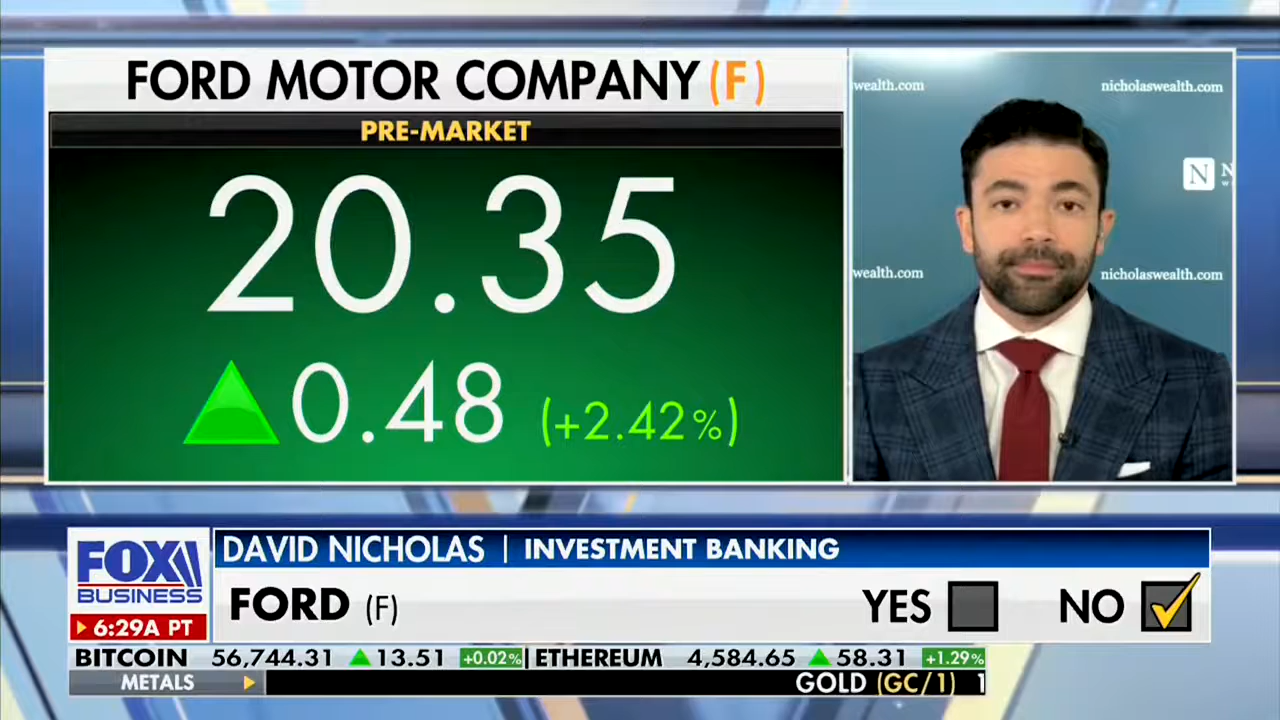 FORD MOTOR COMPANY (F)
PRE-MARKET
20.35
▲ 0.48 (+2.42%)
wealth.com
nicholaswealth.com
N
wealth.com
nicholaswealth.com
FOX
BUSINESS
6:29A PT
DAVID NICHOLAS | INVESTMENT BANKING
FORD (F)
YES
NO
BITCOIN 56,744.31 ▲ 13.51 +0.02% ETHEREUM 4,584.65 ▲ 58.31 +1.29%
METALS
GOLD (GC/1) 1